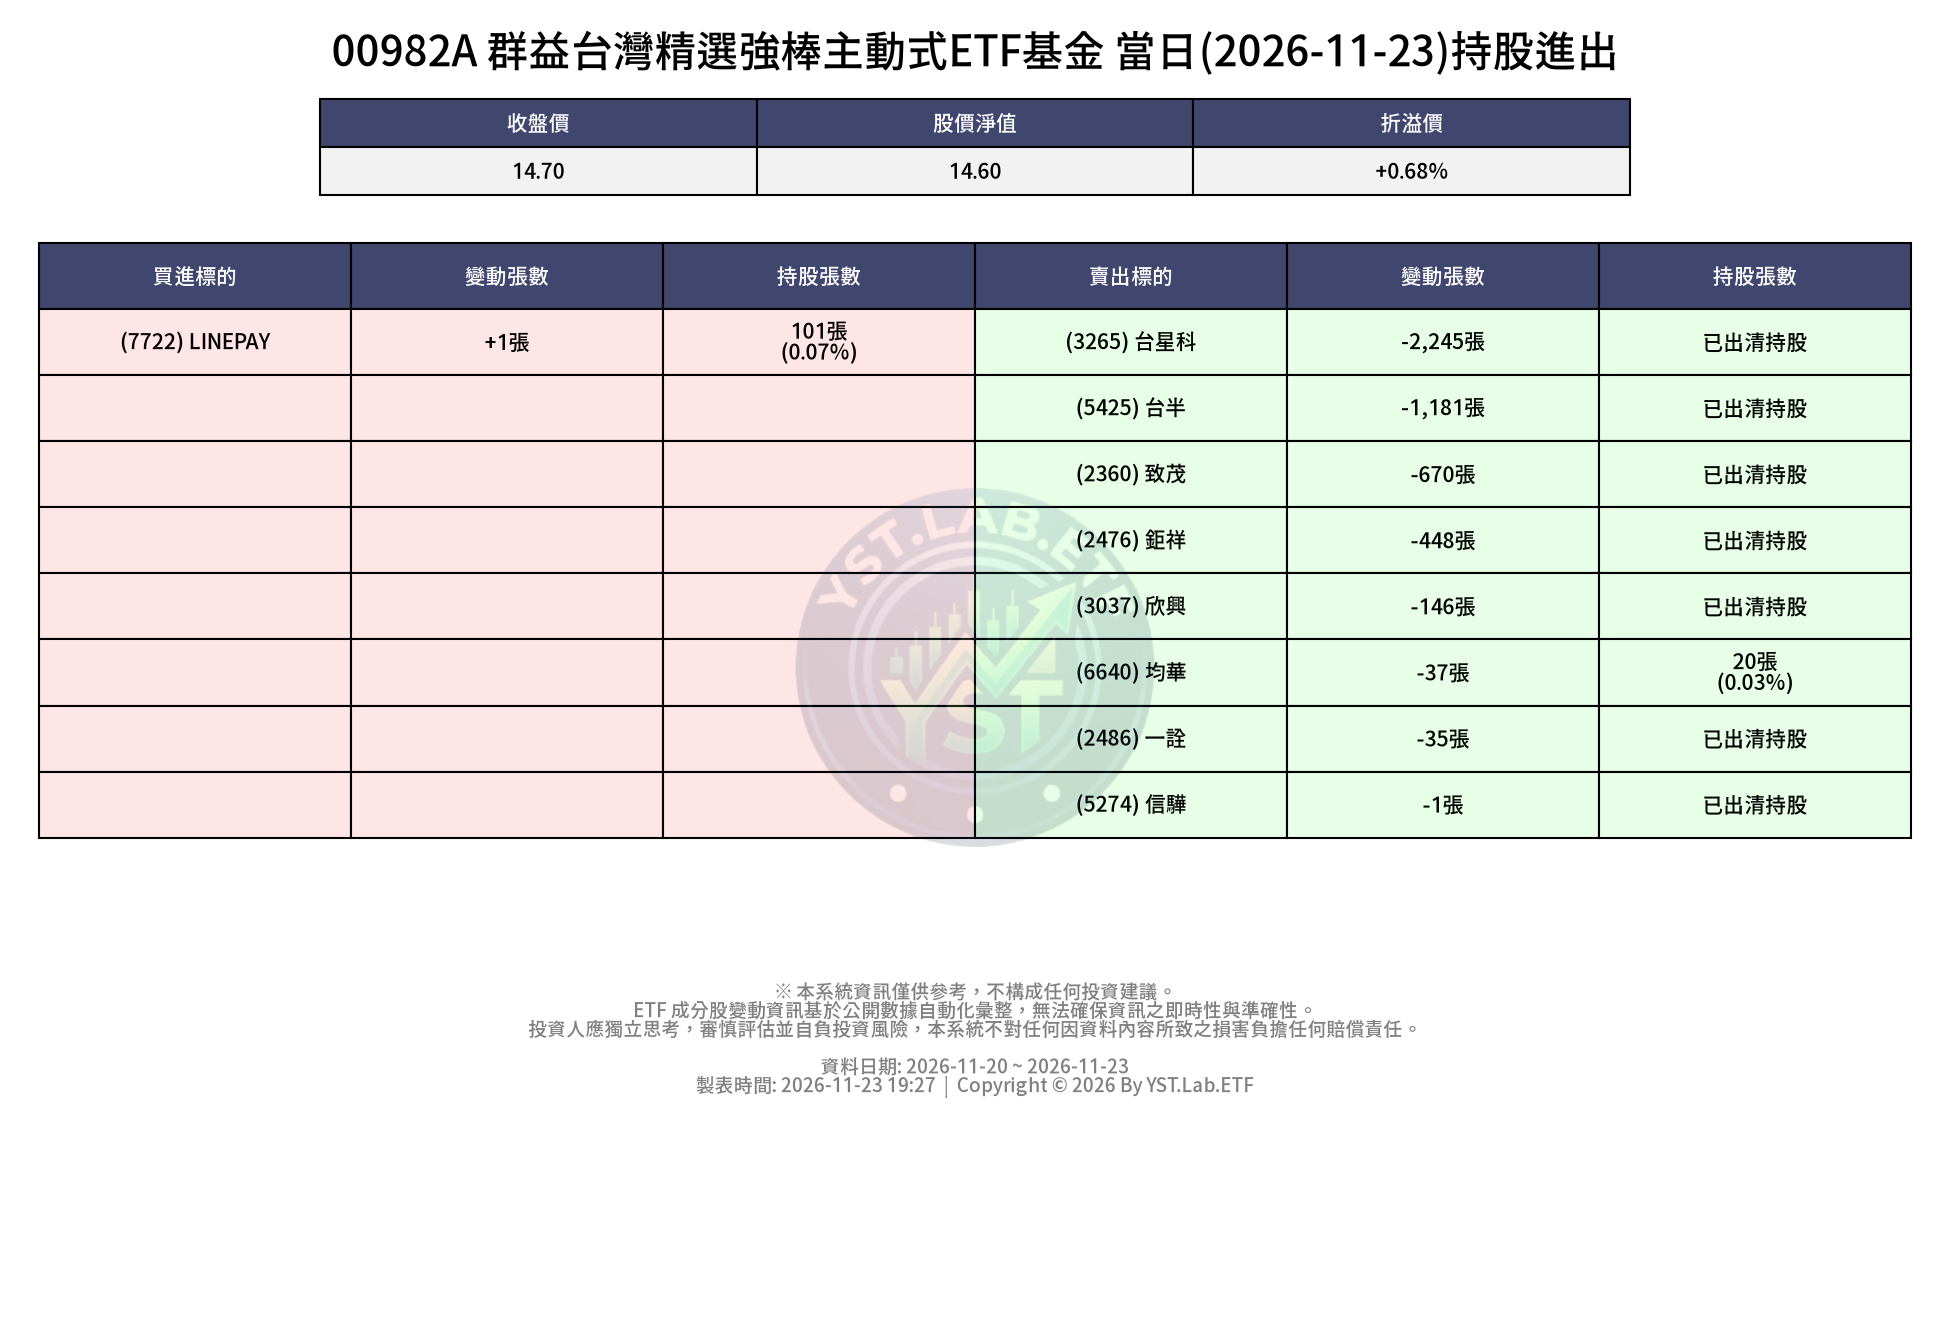 00982A 群益台灣精選強棒主動式ETF基金 當日(2026-11-23)持股進出
收盤價 股價淨值 折溢價
14.70 14.60 +0.68%
買進標的 變動張數 持股張數 賣出標的 變動張數 持股張數
(7722) LINEPAY +1張 101張 (0.07%) (3265) 台星科 -2,245張 已出清持股
(5425) 台半 -1,181張 已出清持股
(2360) 致茂 -670張 已出清持股
(2476) 鉅祥 -448張 已出清持股
(3037) 欣興 -146張 已出清持股
(6640) 均華 -37張 20張 (0.03%)
(2486) 一詮 -35張 已出清持股
(5274) 信驊 -1張 已出清持股
YST.LAB.ETF
YST
※ 本系統資訊僅供參考，不構成任何投資建議。
ETF 成分股變動資訊基於公開數據自動化彙整，無法確保資訊之即時性與準確性。
投資人應獨立思考，審慎評估並自負投資風險，本系統不對任何因資料內容所致之損害負擔任何賠償責任。
資料日期: 2026-11-20 ~ 2026-11-23
製表時間: 2026-11-23 19:27 | Copyright © 2026 By YST.Lab.ETF